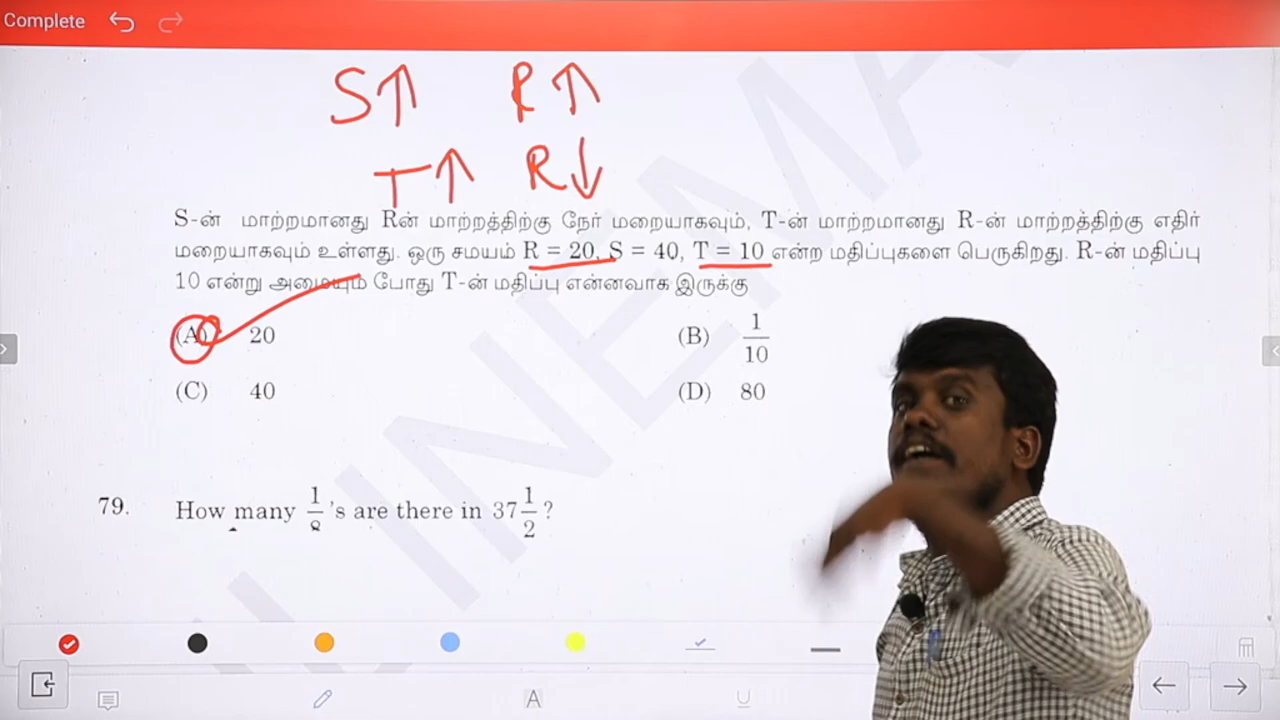 Complete
S↑ R↑
T↑ R↓
S-ன் மாற்றமானது Rன் மாற்றத்திற்கு நேர் மறையாகவும், T-ன் மாற்றமானது R-ன் மாற்றத்திற்கு எதிர்
மறையாகவும் உள்ளது. ஒரு சமயம் R = 20, S = 40, T = 10 என்ற மதிப்புகளை பெருகிறது. R-ன் மதிப்பு
10 என்று அமையும் போது T-ன் மதிப்பு என்னவாக இருக்கு
(A) 20 (B) 1/10
(C) 40 (D) 80
79. How many 1/8's are there in 37 1/2?
A U